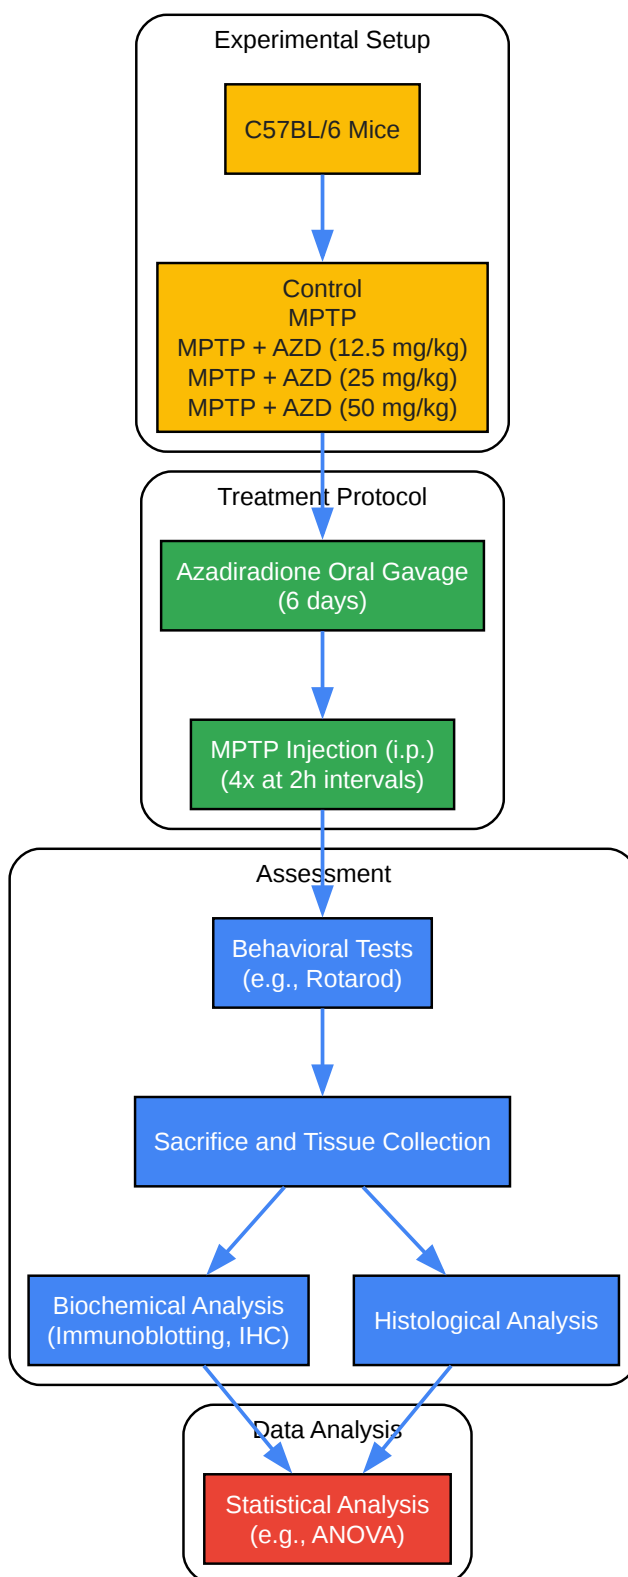 Experimental Setup
C57BL/6 Mice
Control
MPTP
MPTP + AZD (12.5 mg/kg)
MPTP + AZD (25 mg/kg)
MPTP + AZD (50 mg/kg)
Treatment Protocol
Azadiradione Oral Gavage
(6 days)
MPTP Injection (i.p.)
(4x at 2h intervals)
Assessment
Behavioral Tests
(e.g., Rotarod)
Sacrifice and Tissue Collection
Biochemical Analysis
(Immunoblotting, IHC)
Histological Analysis
Data Analysis
Statistical Analysis
(e.g., ANOVA)